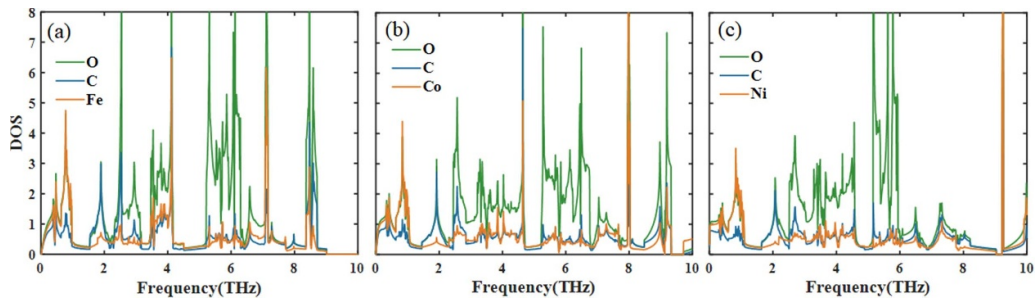 (a)
O
C
Fe
DOS
8
7
6
5
4
3
2
1
0
0 2 4 6 8 10
Frequency(THz)
(b)
O
C
Co
0 2 4 6 8 10
Frequency(THz)
(c)
O
C
Ni
0 2 4 6 8 10
Frequency(THz)